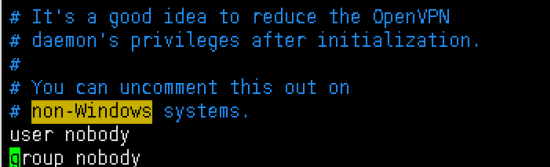 # It's a good idea to reduce the OpenVPN
# daemon's privileges after initialization.
#
# You can uncomment this out on
# non-Windows systems.
user nobody
group nobody